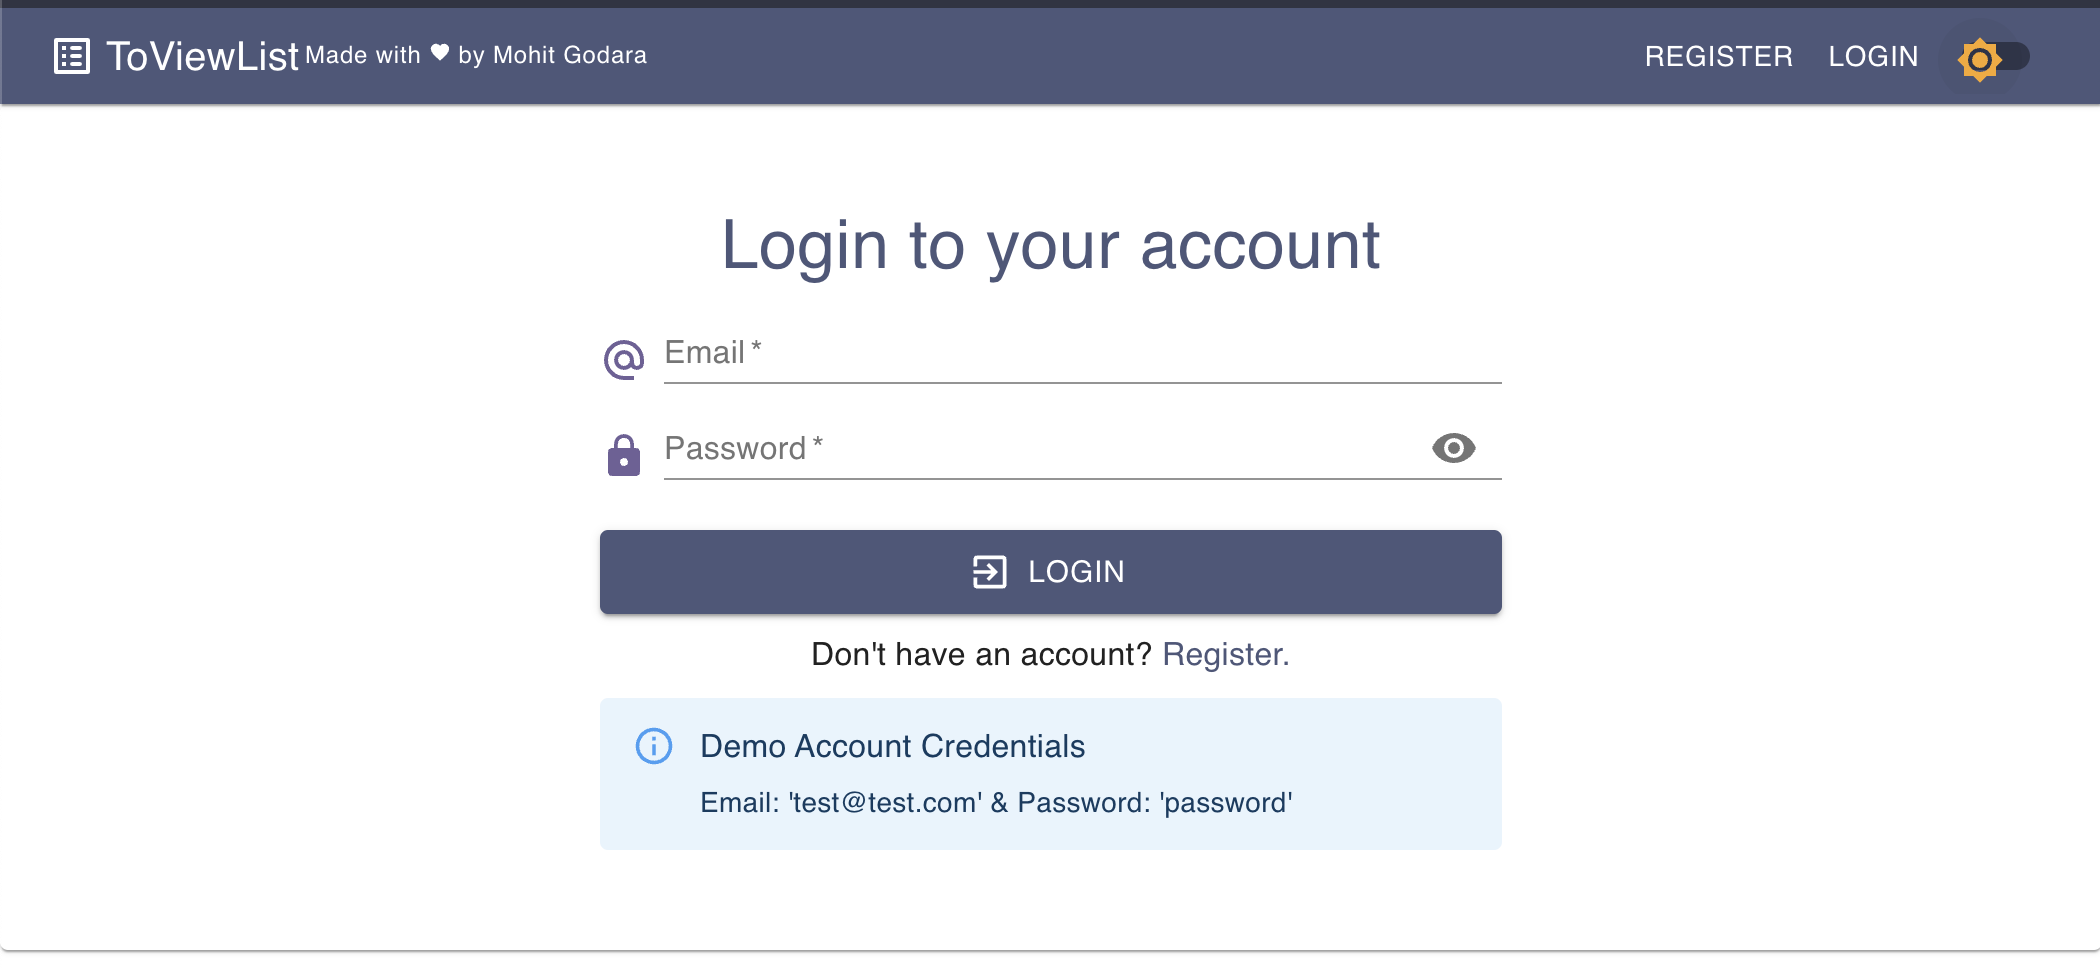 ToViewList Made with ♥ by Mohit Godara REGISTER LOGIN
Login to your account
Email *
Password *
LOGIN
Don't have an account? Register.
Demo Account Credentials
Email: 'test@test.com' & Password: 'password'